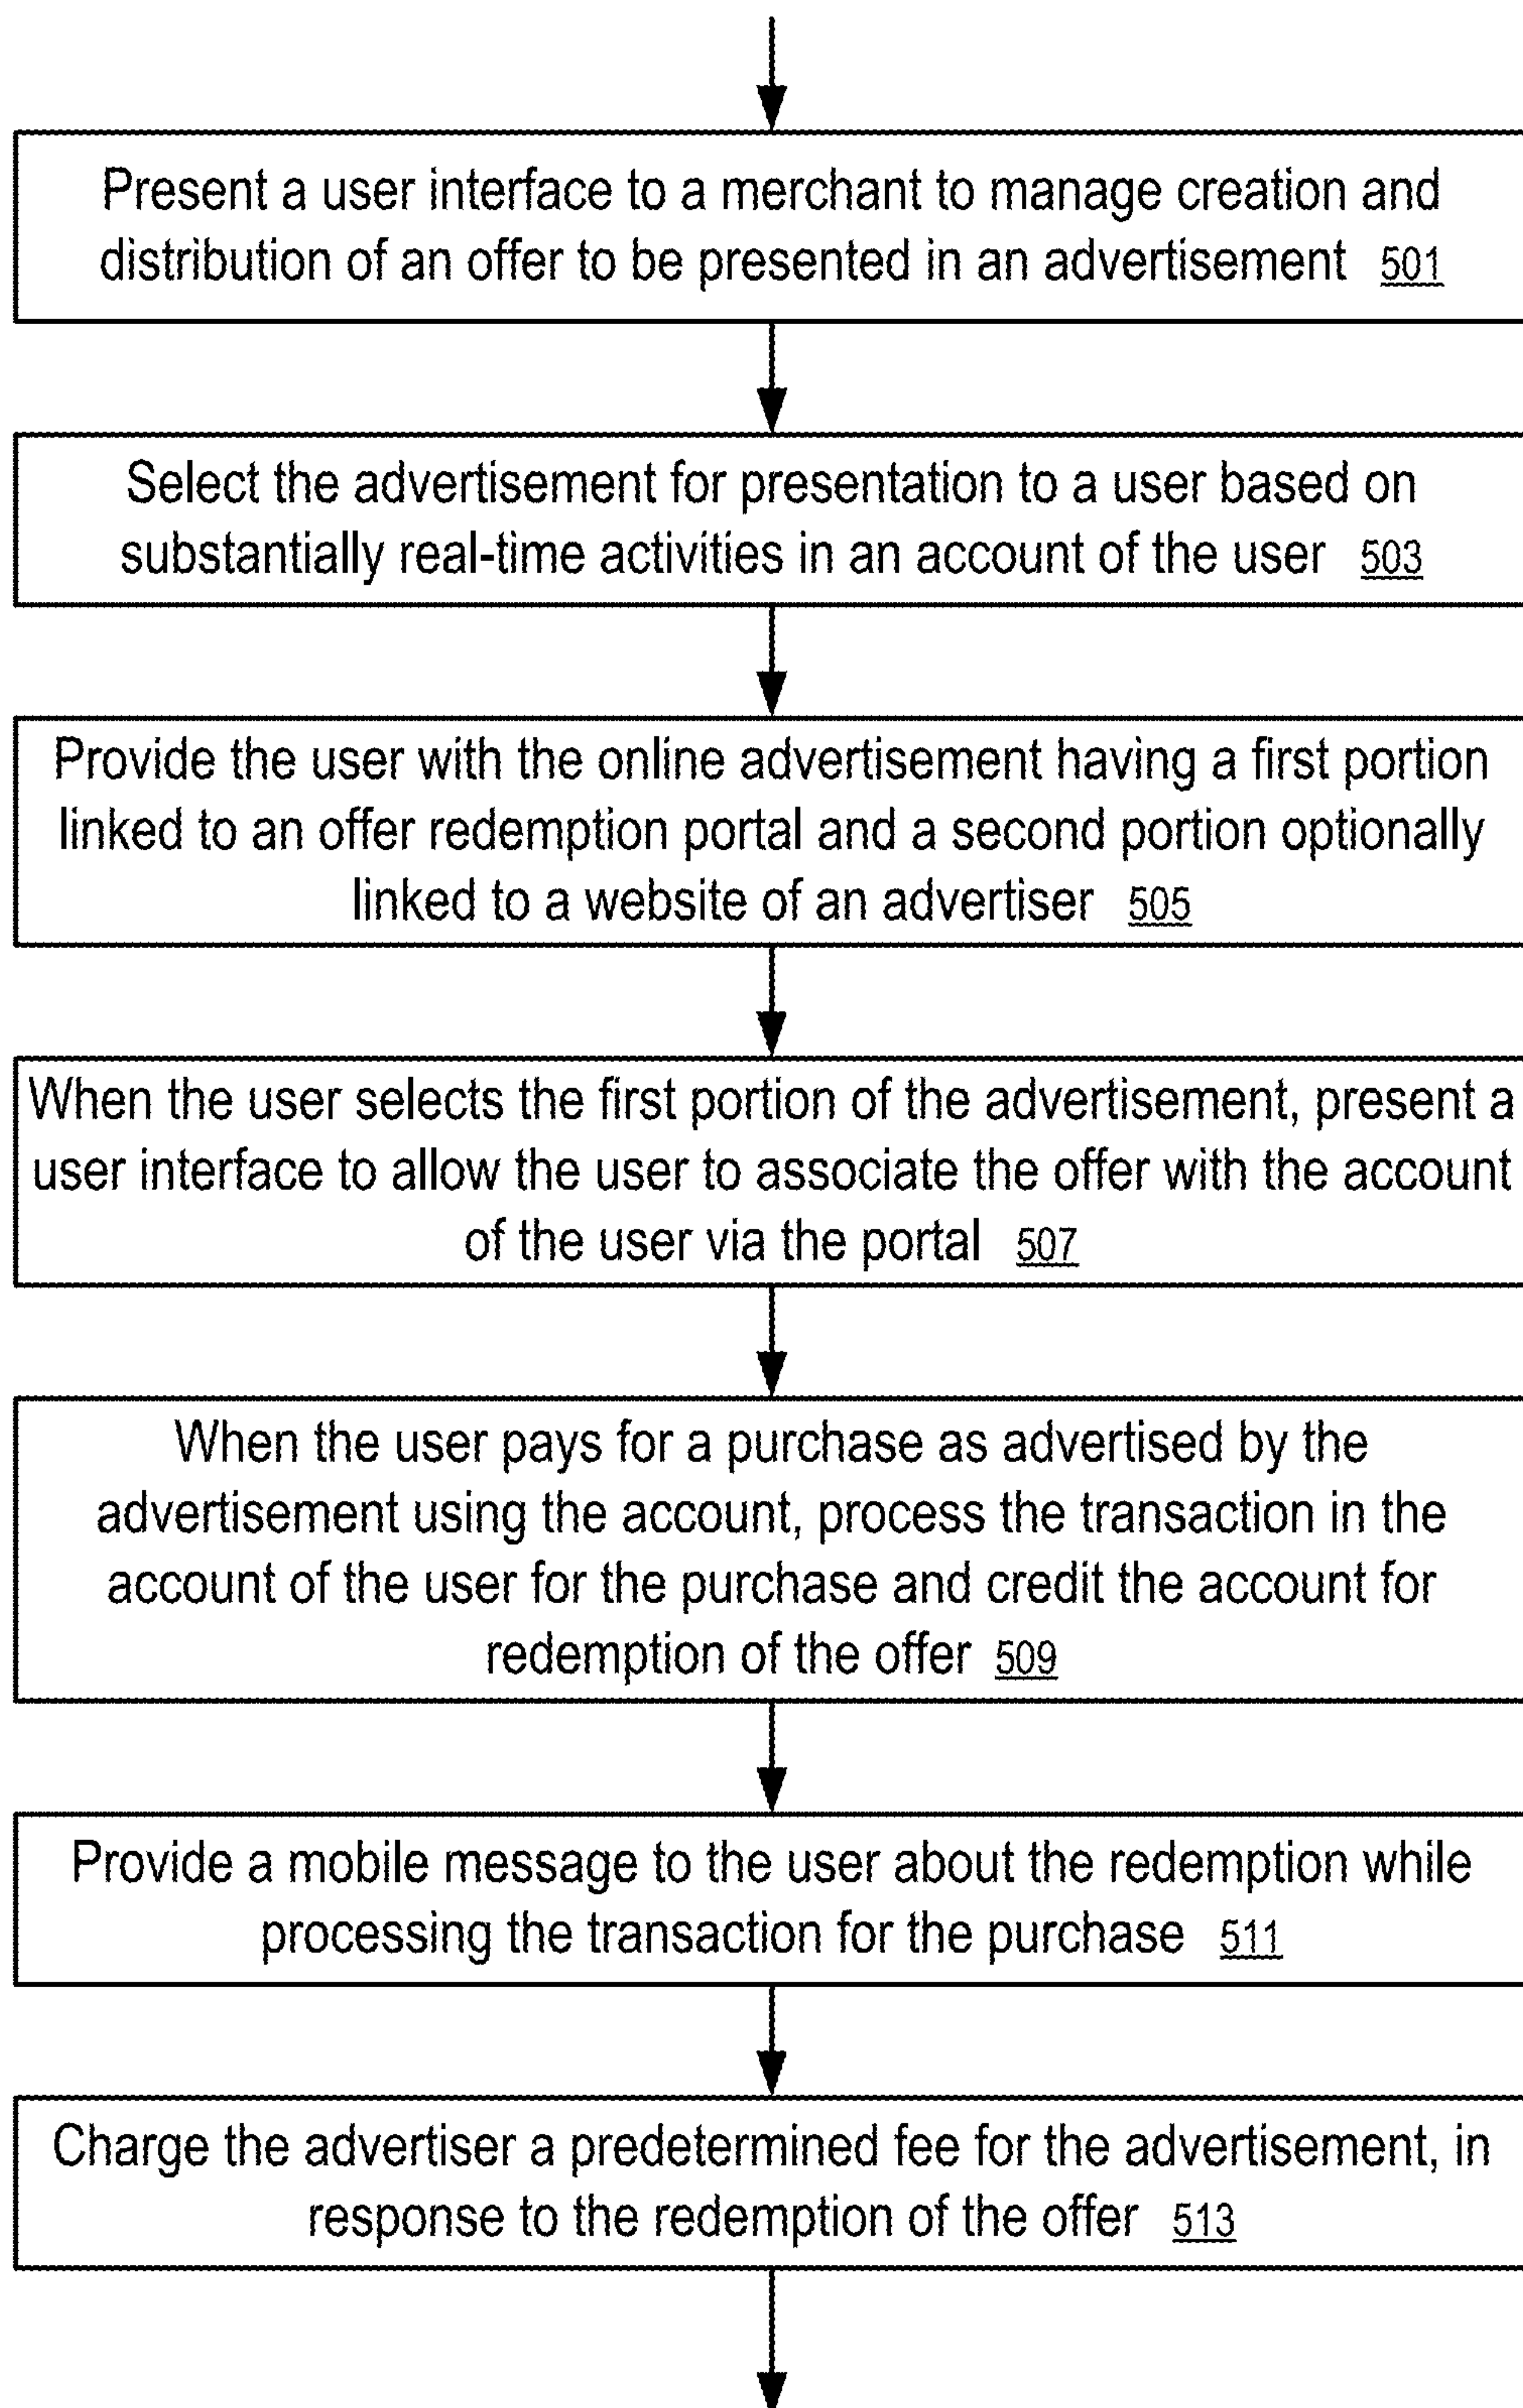 Present a user interface to a merchant to manage creation and
distribution of an offer to be presented in an advertisement 501
Select the advertisement for presentation to a user based on
substantially real-time activities in an account of the user 503
Provide the user with the online advertisement having a first portion
linked to an offer redemption portal and a second portion optionally
linked to a website of an advertiser 505
When the user selects the first portion of the advertisement, present a
user interface to allow the user to associate the offer with the account
of the user via the portal 507
When the user pays for a purchase as advertised by the
advertisement using the account, process the transaction in the
account of the user for the purchase and credit the account for
redemption of the offer 509
Provide a mobile message to the user about the redemption while
processing the transaction for the purchase 511
Charge the advertiser a predetermined fee for the advertisement, in
response to the redemption of the offer 513